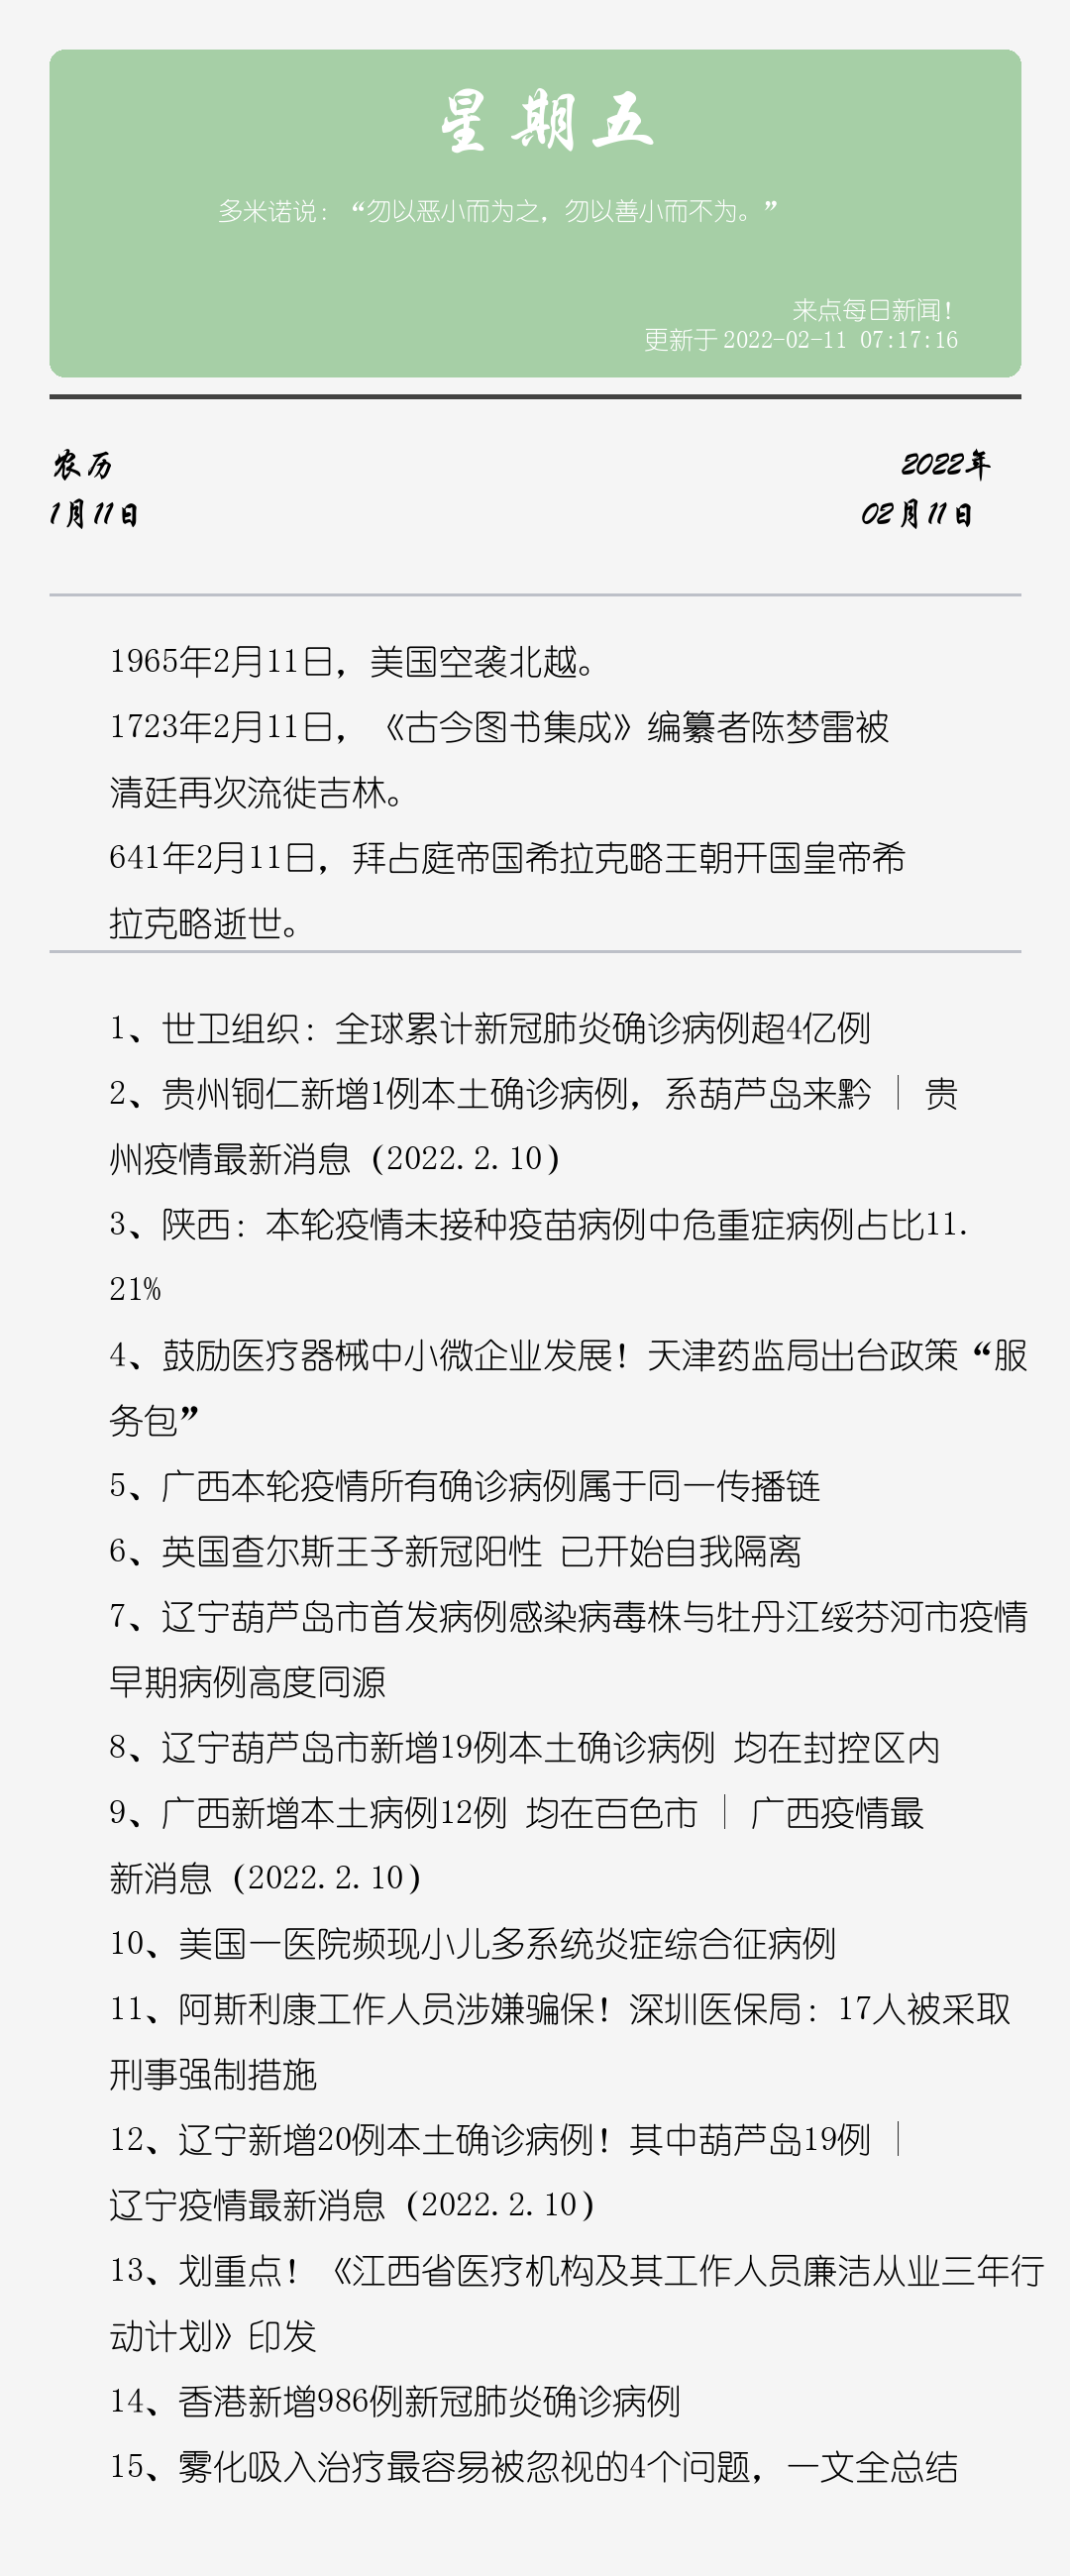 星期五
多米诺说：“勿以恶小而为之，勿以善小而不为。”
来点每日新闻！
更新于 2022-02-11 07:17:16
农历
2022年
1月11日
02月11日
1965年2月11日，美国空袭北越。
1723年2月11日，《古今图书集成》编纂者陈梦雷被
清廷再次流徙吉林。
641年2月11日，拜占庭帝国希拉克略王朝开国皇帝希
拉克略逝世。
1、世卫组织：全球累计新冠肺炎确诊病例超4亿例
2、贵州铜仁新增1例本土确诊病例，系葫芦岛来黔 ｜ 贵
州疫情最新消息（2022.2.10）
3、陕西：本轮疫情未接种疫苗病例中危重症病例占比11.
21%
4、鼓励医疗器械中小微企业发展！天津药监局出台政策“服
务包”
5、广西本轮疫情所有确诊病例属于同一传播链
6、英国查尔斯王子新冠阳性 已开始自我隔离
7、辽宁葫芦岛市首发病例感染病毒株与牡丹江绥芬河市疫情
早期病例高度同源
8、辽宁葫芦岛市新增19例本土确诊病例 均在封控区内
9、广西新增本土病例12例 均在百色市 ｜ 广西疫情最
新消息（2022.2.10）
10、美国一医院频现小儿多系统炎症综合征病例
11、阿斯利康工作人员涉嫌骗保！深圳医保局：17人被采取
刑事强制措施
12、辽宁新增20例本土确诊病例！其中葫芦岛19例 ｜
辽宁疫情最新消息（2022.2.10）
13、划重点！《江西省医疗机构及其工作人员廉洁从业三年行
动计划》印发
14、香港新增986例新冠肺炎确诊病例
15、雾化吸入治疗最容易被忽视的4个问题，一文全总结